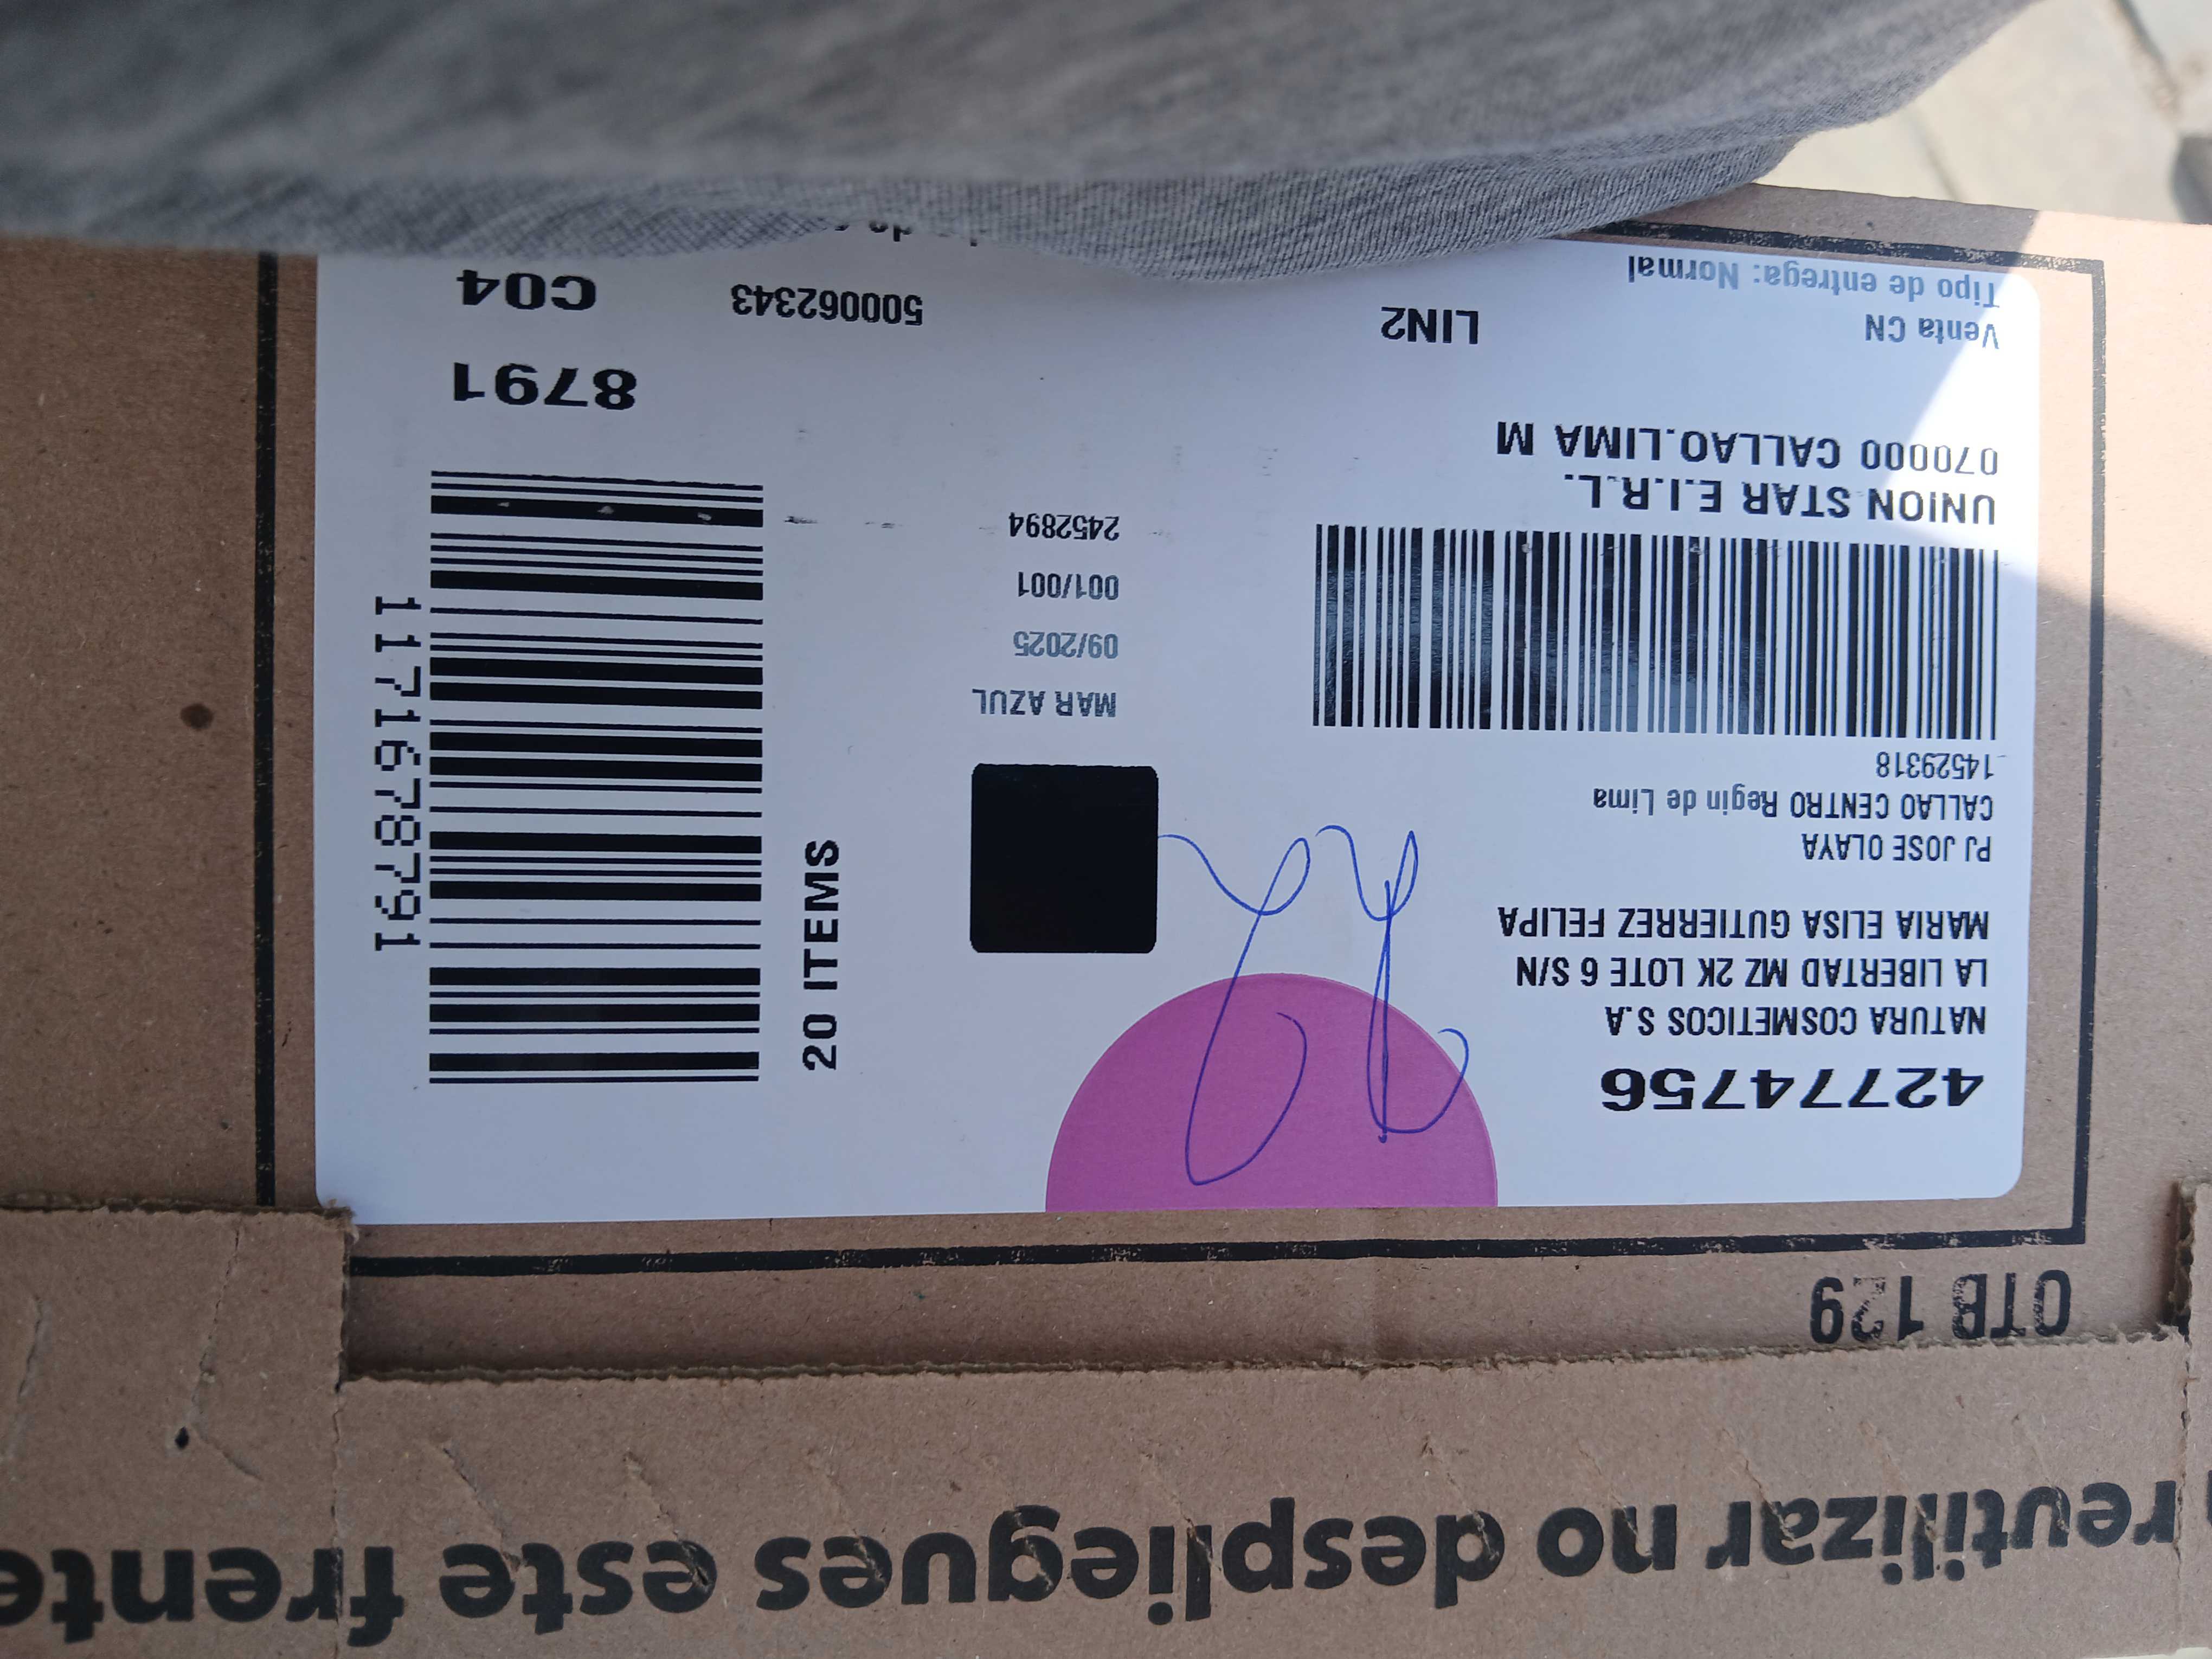 42774756
NATURA COSMETICOS S.A
LA LIBERTAD MZ 2K LOTE 6 S/N
MARIA ELISA GUTIERREZ FELIPA
PJ JOSE OLAYA
CALLAO CENTRO Regin de Lima
14529318
UNION STAR E.I.R.L.
070000 CALLAO.LIMA M
Venta CN
Tipo de entrega: Normal
LIN2
MAR AZUL
09/2025
001/001
2452894
20 ITEMS
1171678791
8791
500062343
C04
OTB 129
reutilizar no despliegues este frente